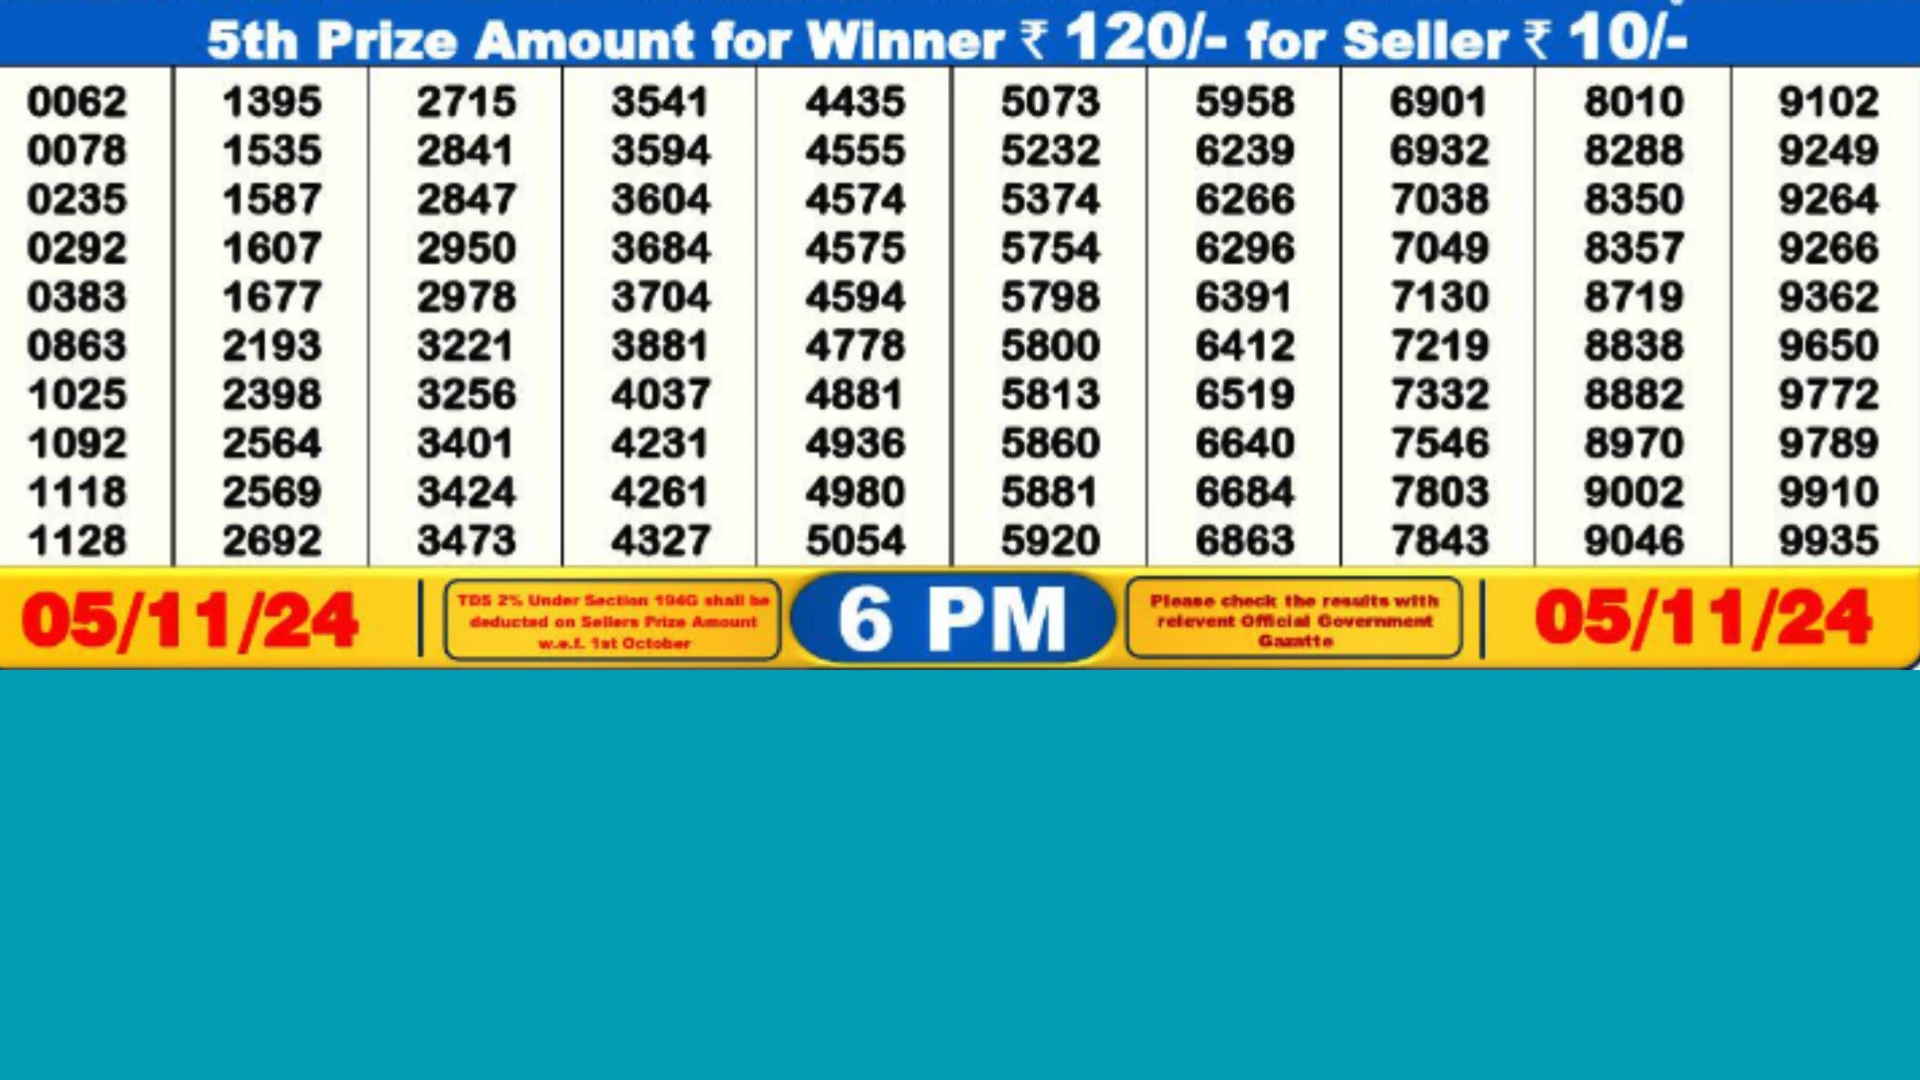 5th Prize Amount for Winner ₹ 120/- for Seller ₹ 10/-
0062 1395 2715 3541 4435 5073 5958 6901 8010 9102
0078 1535 2841 3594 4555 5232 6239 6932 8288 9249
0235 1587 2847 3604 4574 5374 6266 7038 8350 9264
0292 1607 2950 3684 4575 5754 6296 7049 8357 9266
0383 1677 2978 3704 4594 5798 6391 7130 8719 9362
0863 2193 3221 3881 4778 5800 6412 7219 8838 9650
1025 2398 3256 4037 4881 5813 6519 7332 8882 9772
1092 2564 3401 4231 4936 5860 6640 7546 8970 9789
1118 2569 3424 4261 4980 5881 6684 7803 9002 9910
1128 2692 3473 4327 5054 5920 6863 7843 9046 9935
05/11/24
TDS 2% Under Section 194G shall be
deducted on Sellers Prize Amount
w.e.f. 1st October
6 PM
Please check the results with
relevent Official Government
Gazatte
05/11/24